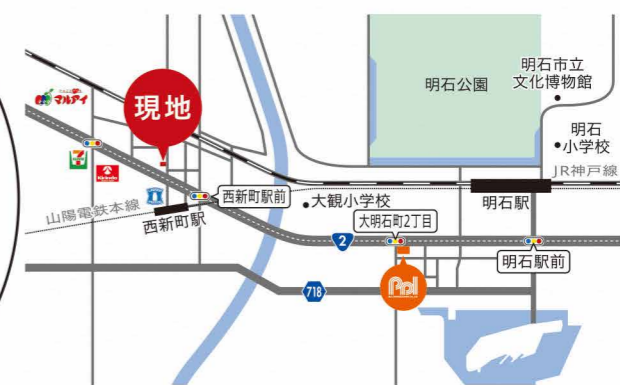 マルアイ
現地
明石公園
明石市立
文化博物館
明石
小学校
JR神戸線
西新町駅前
大観小学校
明石駅
山陽電鉄本線
西新町駅
大明石町2丁目
2
明石駅前
718